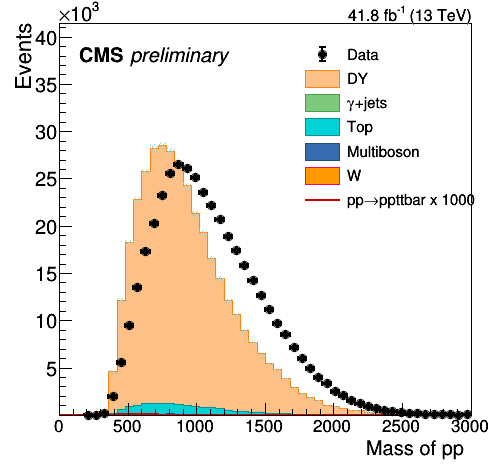 ×10³
41.8 fb⁻¹ (13 TeV)
Events
CMS preliminary
Data
DY
γ+jets
Top
Multiboson
W
pp→ppttbar x 1000
40
35
30
25
20
15
10
5
0 500 1000 1500 2000 2500 3000
Mass of pp